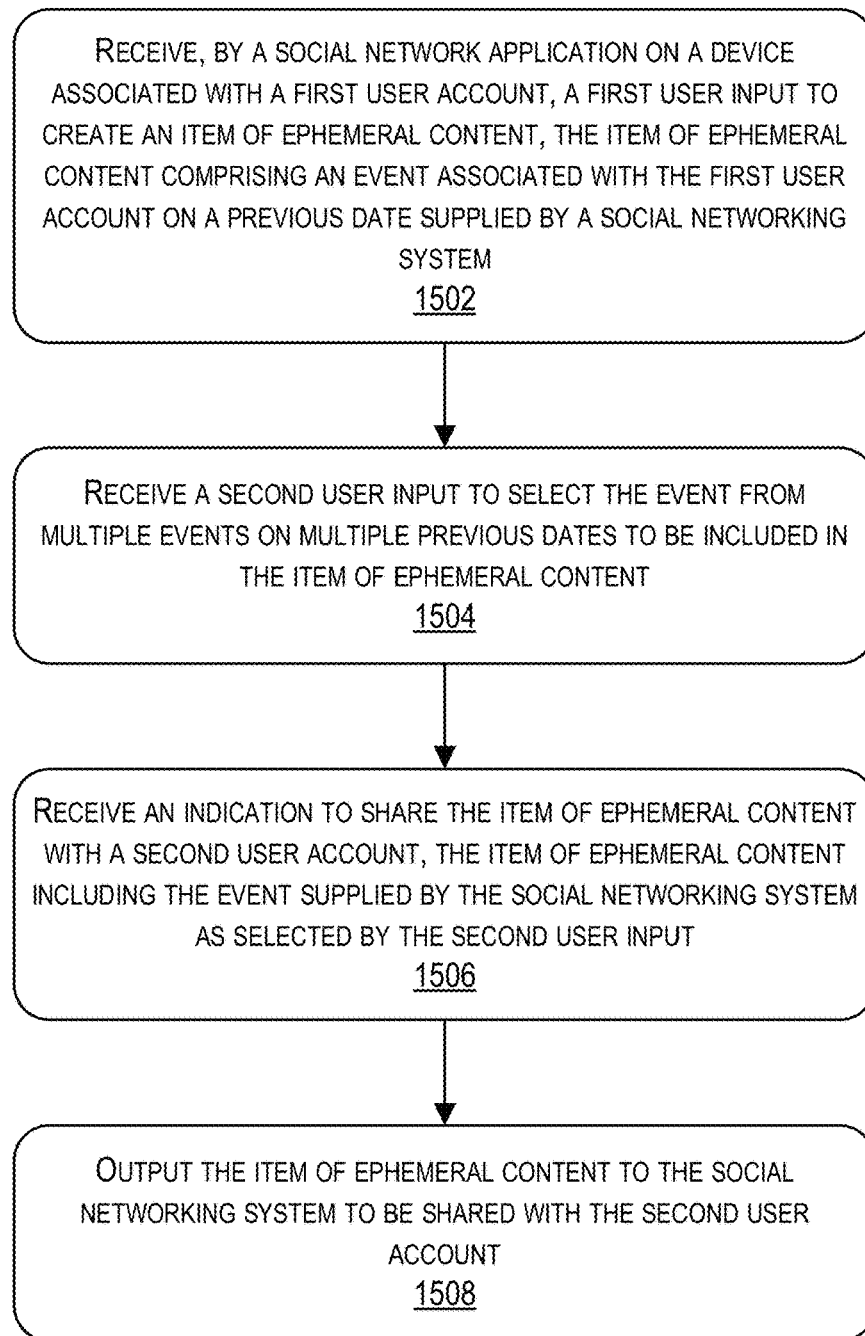 RECEIVE, BY A SOCIAL NETWORK APPLICATION ON A DEVICE
ASSOCIATED WITH A FIRST USER ACCOUNT, A FIRST USER INPUT TO
CREATE AN ITEM OF EPHEMERAL CONTENT, THE ITEM OF EPHEMERAL
CONTENT COMPRISING AN EVENT ASSOCIATED WITH THE FIRST USER
ACCOUNT ON A PREVIOUS DATE SUPPLIED BY A SOCIAL NETWORKING
SYSTEM
1502
RECEIVE A SECOND USER INPUT TO SELECT THE EVENT FROM
MULTIPLE EVENTS ON MULTIPLE PREVIOUS DATES TO BE INCLUDED IN
THE ITEM OF EPHEMERAL CONTENT
1504
RECEIVE AN INDICATION TO SHARE THE ITEM OF EPHEMERAL CONTENT
WITH A SECOND USER ACCOUNT, THE ITEM OF EPHEMERAL CONTENT
INCLUDING THE EVENT SUPPLIED BY THE SOCIAL NETWORKING SYSTEM
AS SELECTED BY THE SECOND USER INPUT
1506
OUTPUT THE ITEM OF EPHEMERAL CONTENT TO THE SOCIAL
NETWORKING SYSTEM TO BE SHARED WITH THE SECOND USER
ACCOUNT
1508